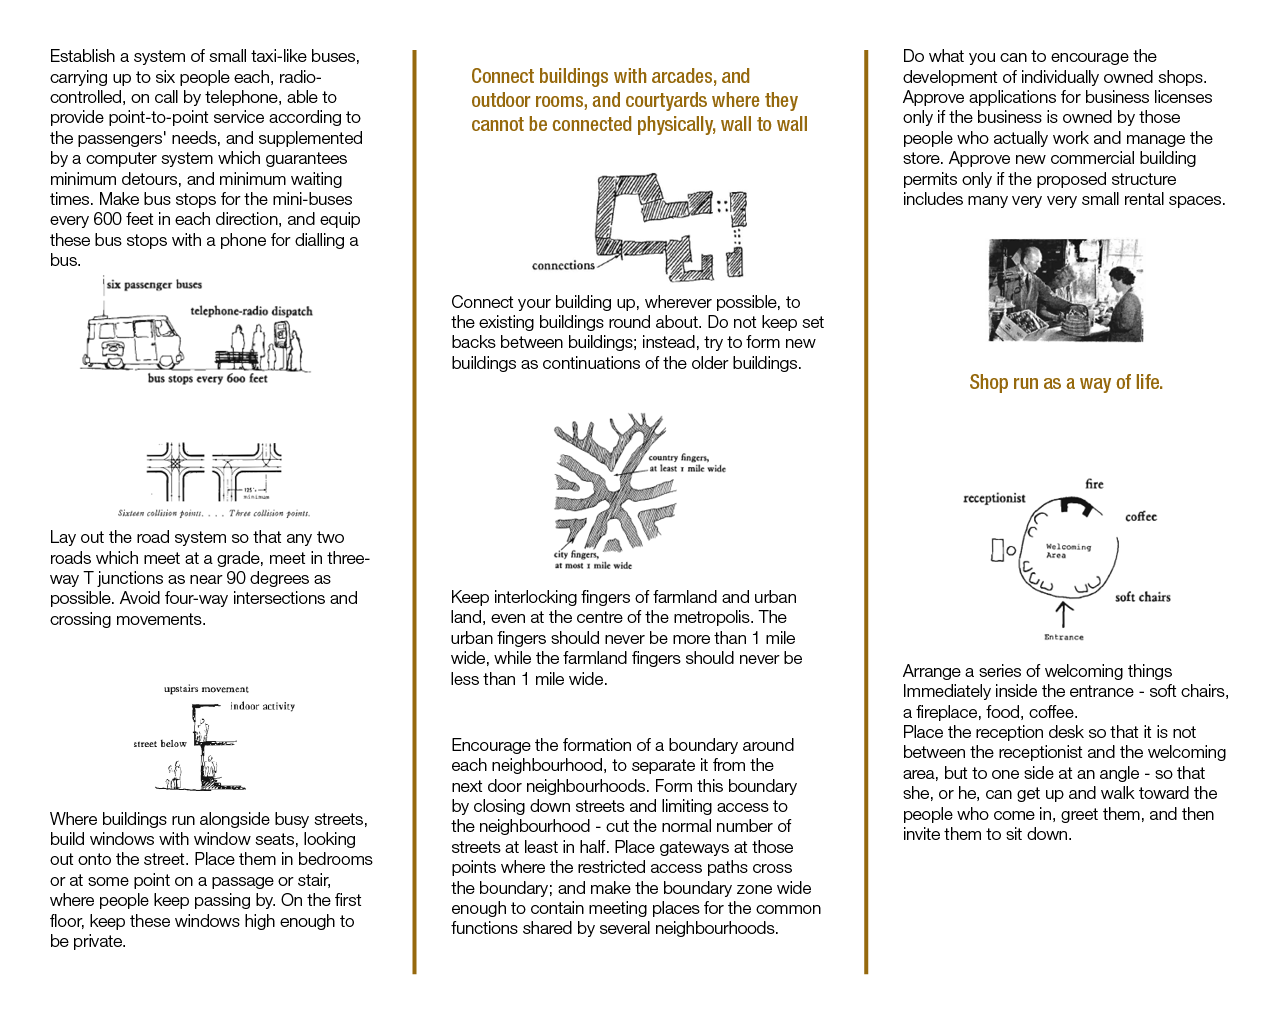 Establish a system of small taxi-like buses,
carrying up to six people each, radio-
controlled, on call by telephone, able to
provide point-to-point service according to
the passengers' needs, and supplemented
by a computer system which guarantees
minimum detours, and minimum waiting
times. Make bus stops for the mini-buses
every 600 feet in each direction, and equip
these bus stops with a phone for dialling a
bus.
six passenger buses
telephone-radio dispatch
bus stops every 600 feet
125'+
minimum
Sixteen collision points. . . . Three collision points.
Lay out the road system so that any two
roads which meet at a grade, meet in three-
way T junctions as near 90 degrees as
possible. Avoid four-way intersections and
crossing movements.
upstairs movement
indoor activity
street below
Where buildings run alongside busy streets,
build windows with window seats, looking
out onto the street. Place them in bedrooms
or at some point on a passage or stair,
where people keep passing by. On the first
floor, keep these windows high enough to
be private.
Connect buildings with arcades, and
outdoor rooms, and courtyards where they
cannot be connected physically, wall to wall
connections
Connect your building up, wherever possible, to
the existing buildings round about. Do not keep set
backs between buildings; instead, try to form new
buildings as continuations of the older buildings.
country fingers,
at least 1 mile wide
city fingers,
at most 1 mile wide
Keep interlocking fingers of farmland and urban
land, even at the centre of the metropolis. The
urban fingers should never be more than 1 mile
wide, while the farmland fingers should never be
less than 1 mile wide.
Encourage the formation of a boundary around
each neighbourhood, to separate it from the
next door neighbourhoods. Form this boundary
by closing down streets and limiting access to
the neighbourhood - cut the normal number of
streets at least in half. Place gateways at those
points where the restricted access paths cross
the boundary; and make the boundary zone wide
enough to contain meeting places for the common
functions shared by several neighbourhoods.
Do what you can to encourage the
development of individually owned shops.
Approve applications for business licenses
only if the business is owned by those
people who actually work and manage the
store. Approve new commercial building
permits only if the proposed structure
includes many very very small rental spaces.
Shop run as a way of life.
fire
receptionist
coffee
Welcoming
Area
soft chairs
Entrance
Arrange a series of welcoming things
Immediately inside the entrance - soft chairs,
a fireplace, food, coffee.
Place the reception desk so that it is not
between the receptionist and the welcoming
area, but to one side at an angle - so that
she, or he, can get up and walk toward the
people who come in, greet them, and then
invite them to sit down.